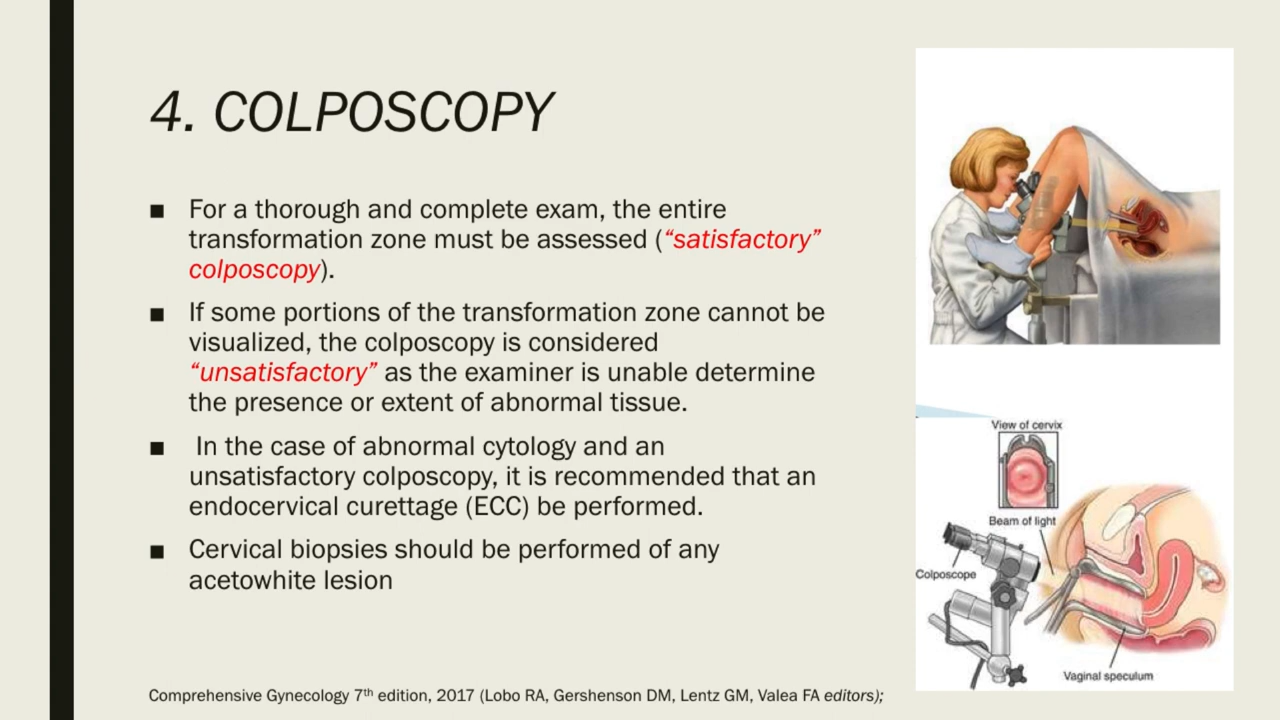 4. COLPOSCOPY
■ For a thorough and complete exam, the entire
transformation zone must be assessed (“satisfactory”
colposcopy).
■ If some portions of the transformation zone cannot be
visualized, the colposcopy is considered
“unsatisfactory” as the examiner is unable determine
the presence or extent of abnormal tissue.
■ In the case of abnormal cytology and an
unsatisfactory colposcopy, it is recommended that an
endocervical curettage (ECC) be performed.
■ Cervical biopsies should be performed of any
acetowhite lesion
View of cervix
Beam of light
Colposcope
Vaginal speculum
Comprehensive Gynecology 7th edition, 2017 (Lobo RA, Gershenson DM, Lentz GM, Valea FA editors);